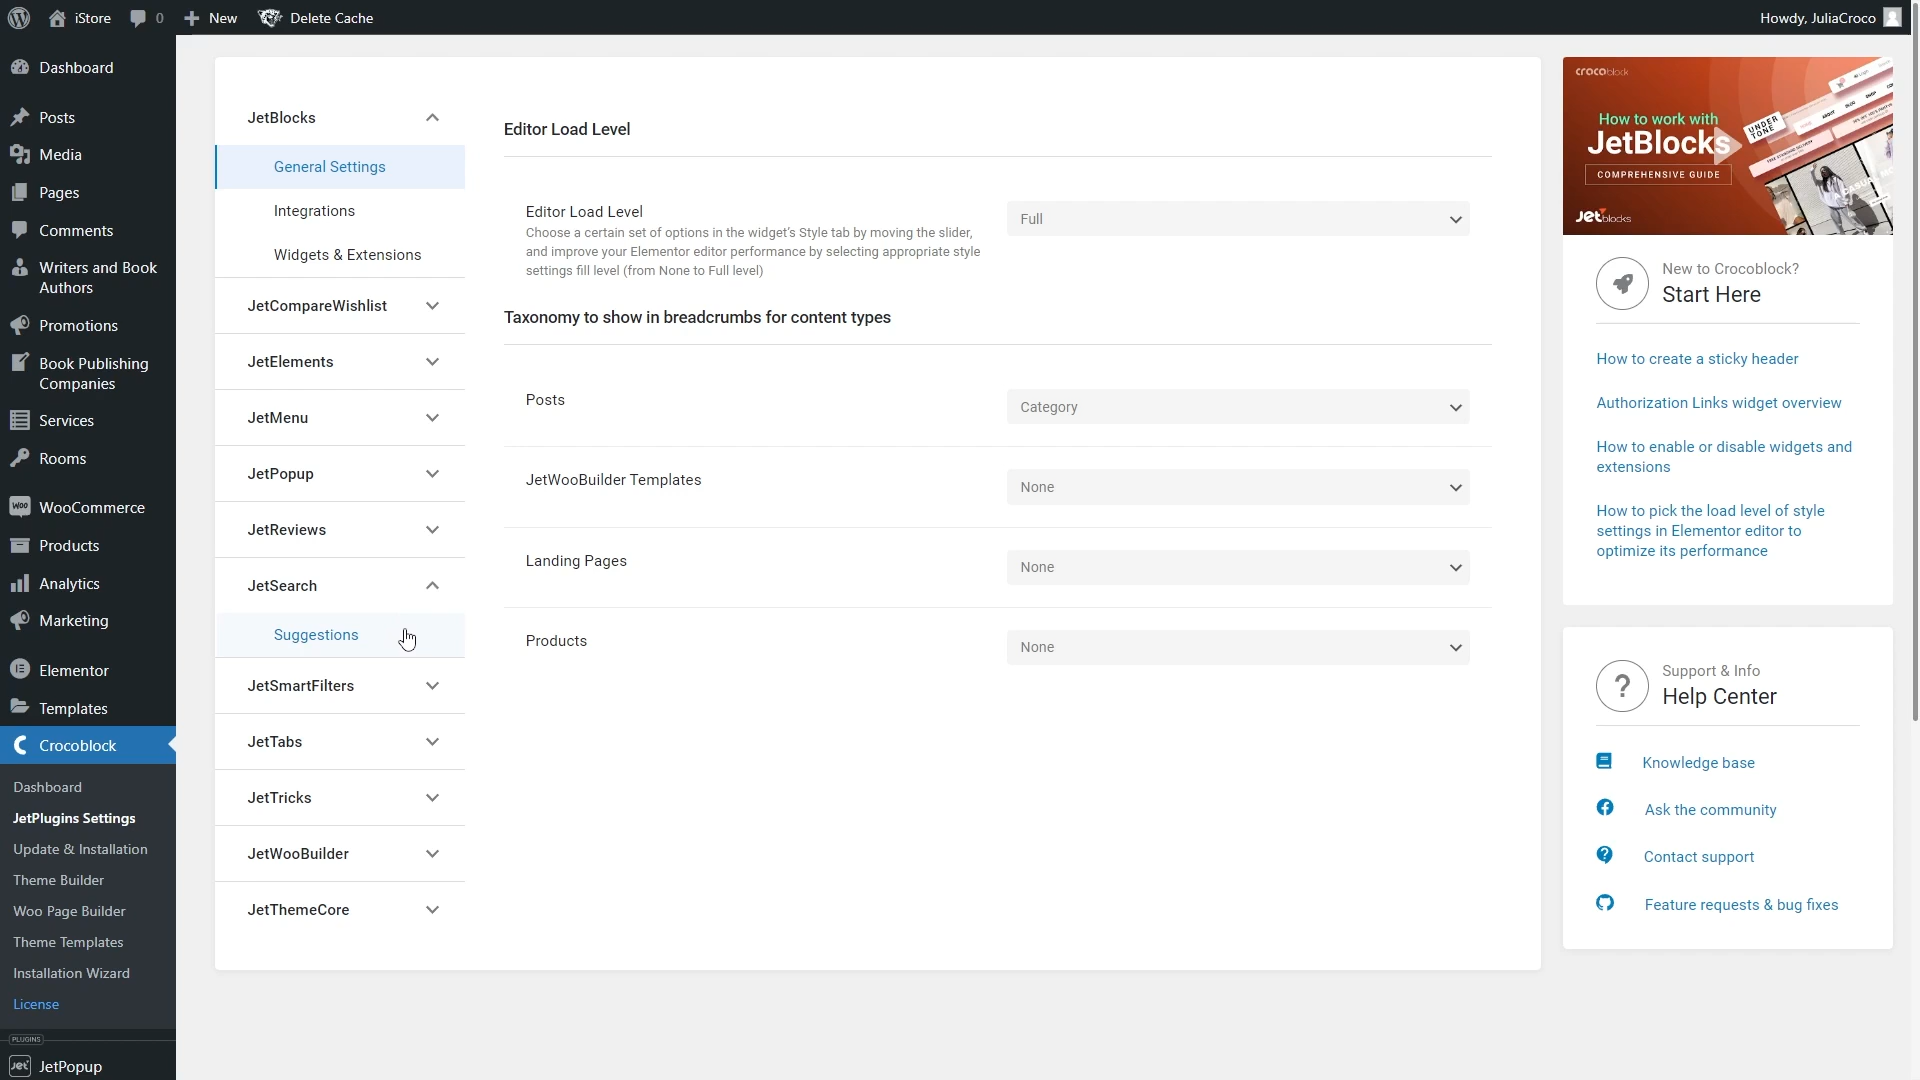 iStore
0
New
Delete Cache
Howdy, JuliaCroco
Dashboard
Posts
Media
Pages
Comments
Writers and Book
Authors
Promotions
Book Publishing
Companies
Services
Rooms
WOO
WooCommerce
Products
Analytics
Marketing
Elementor
Templates
Crocoblock
Dashboard
JetPlugins Settings
Update & Installation
Theme Builder
Woo Page Builder
Theme Templates
Installation Wizard
License
PLUGINS
Jet
JetPopup
JetBlocks
General Settings
Integrations
Widgets & Extensions
JetCompareWishlist
JetElements
JetMenu
JetPopup
JetReviews
JetSearch
Suggestions
JetSmartFilters
JetTabs
JetTricks
JetWooBuilder
JetThemeCore
Editor Load Level
Editor Load Level
Choose a certain set of options in the widget's Style tab by moving the slider,
and improve your Elementor editor performance by selecting appropriate style
settings fill level (from None to Full level)
Full
Taxonomy to show in breadcrumbs for content types
Posts
Category
JetWooBuilder Templates
None
Landing Pages
None
Products
None
crocoblock
How to work with
JetBlocks
COMPREHENSIVE GUIDE
Jet blocks
UNDER
TONE
New to Crocoblock?
Start Here
How to create a sticky header
Authorization Links widget overview
How to enable or disable widgets and
extensions
How to pick the load level of style
settings in Elementor editor to
optimize its performance
Support & Info
Help Center
Knowledge base
Ask the community
Contact support
Feature requests & bug fixes